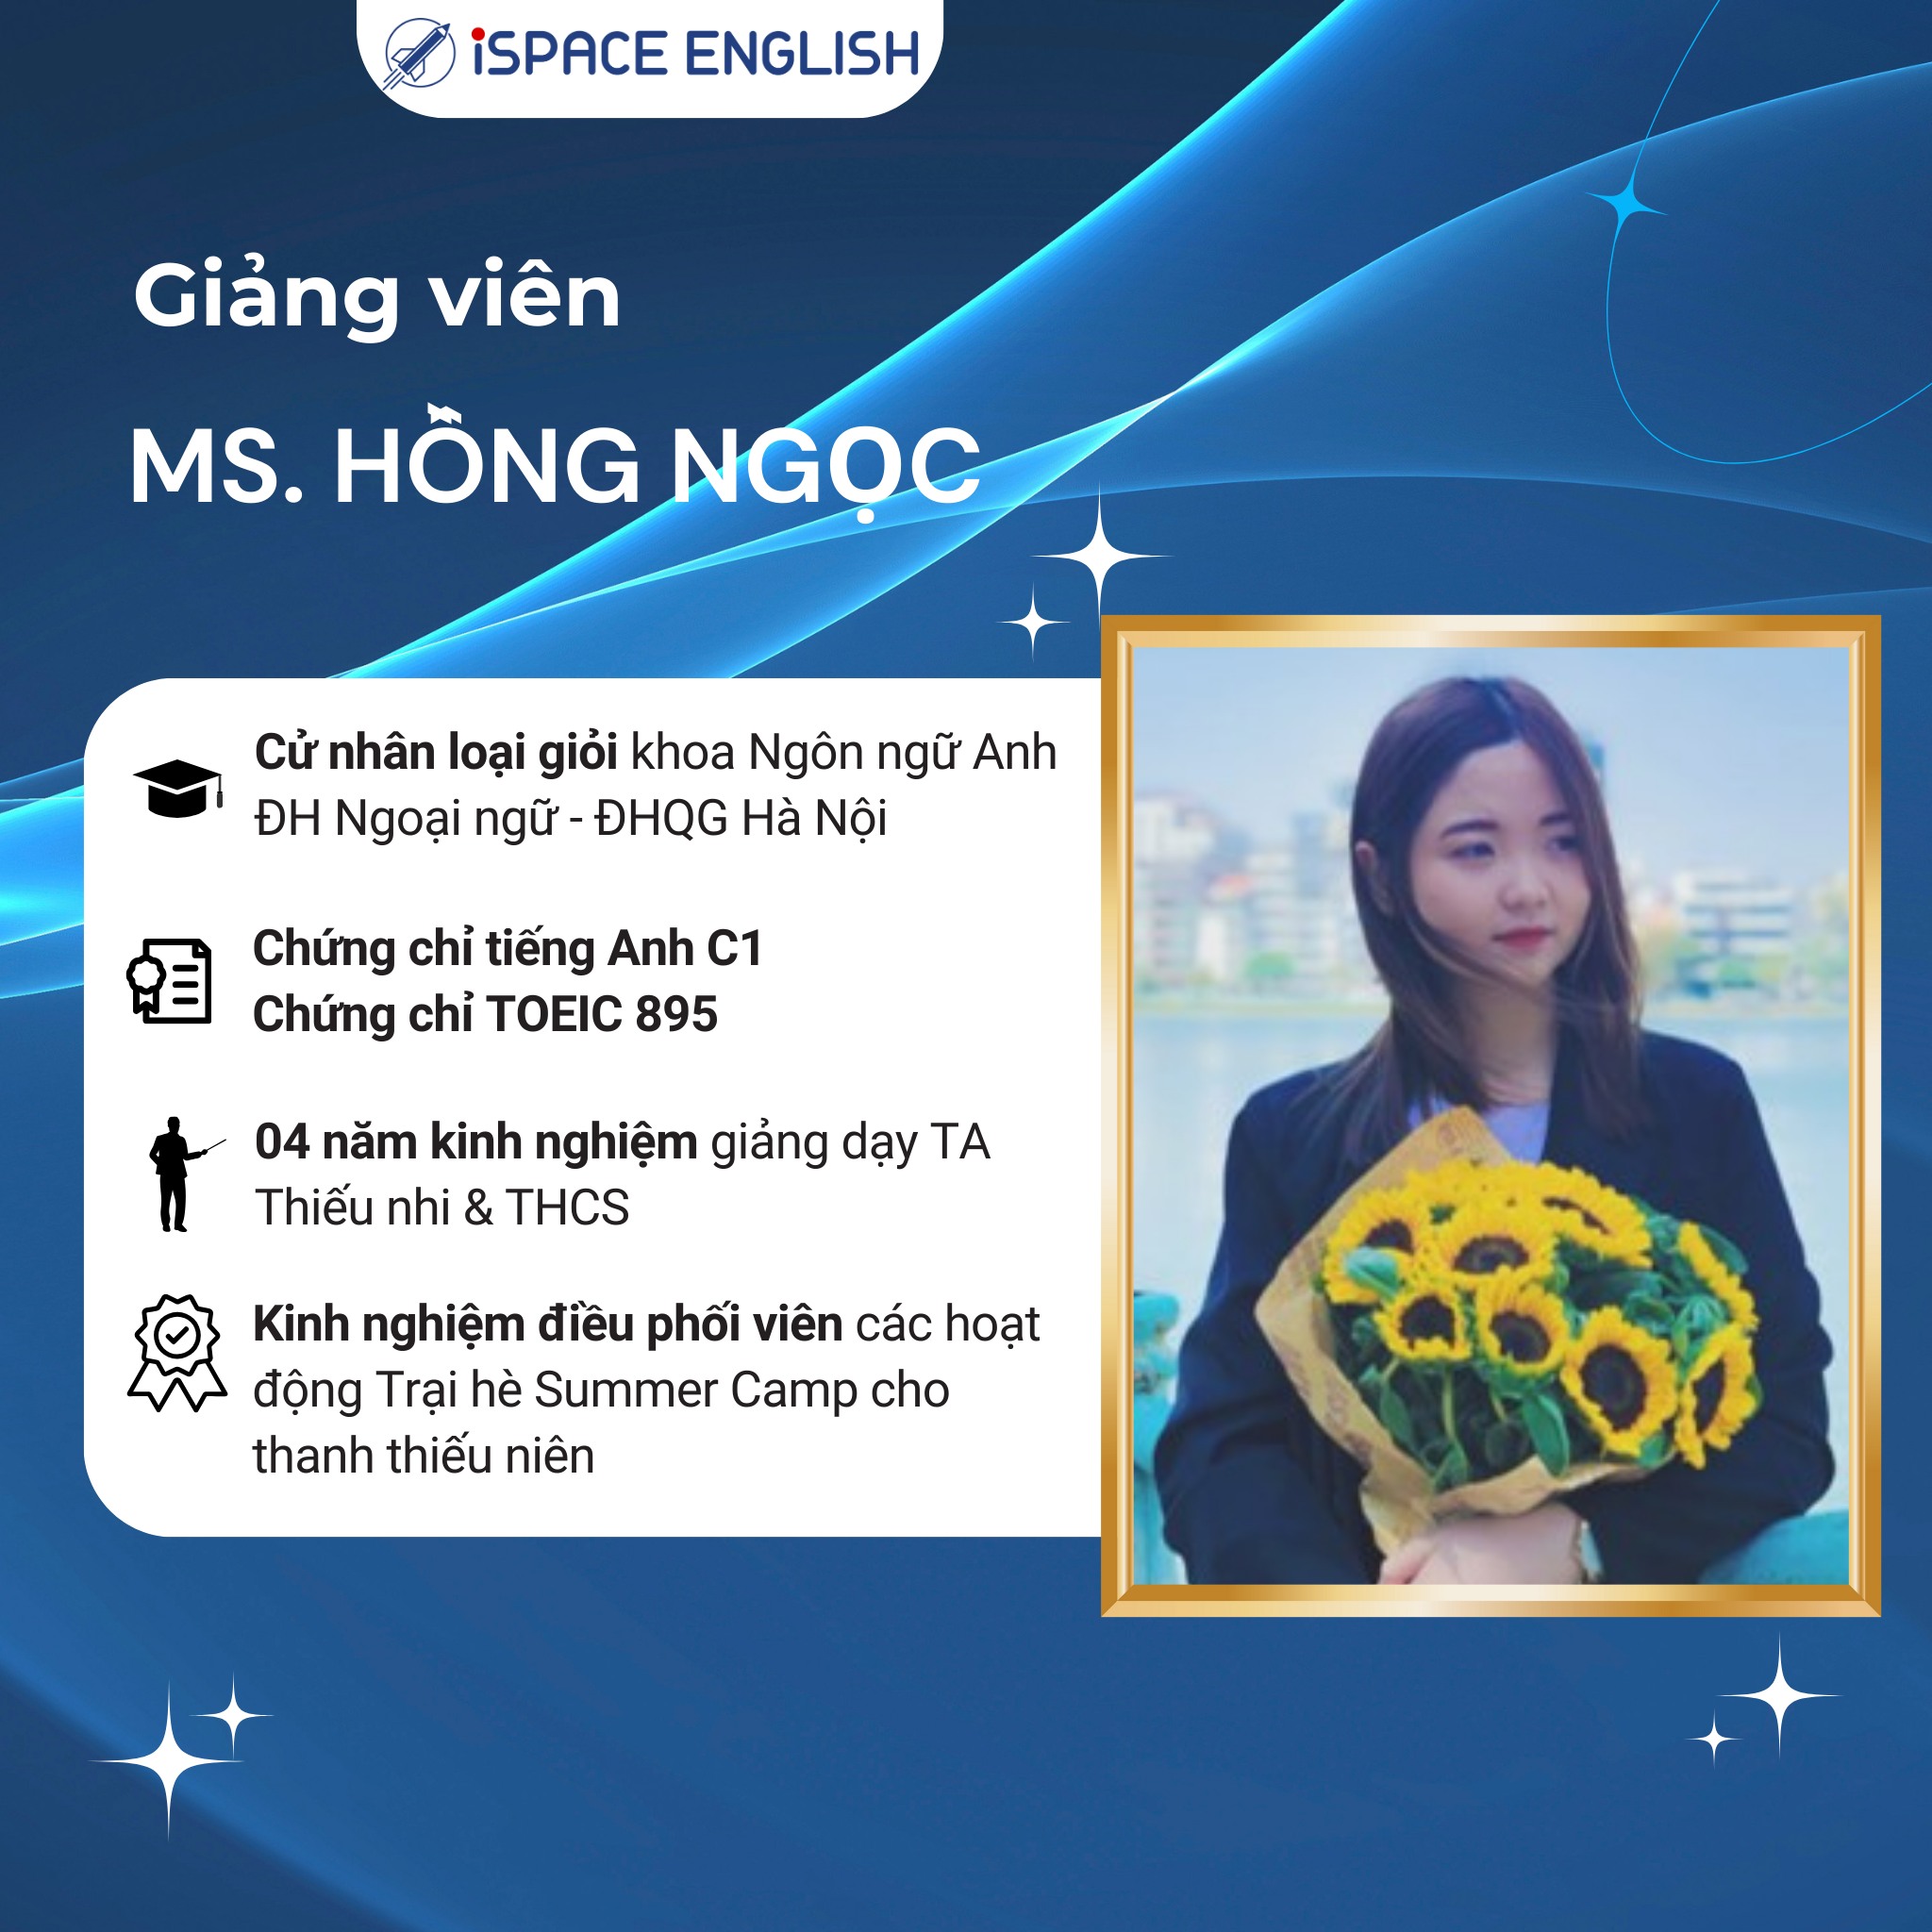 iSPACE ENGLISH
Giảng viên
MS. HỒNG NGỌC
Cử nhân loại giỏi khoa Ngôn ngữ Anh
ĐH Ngoại ngữ - ĐHQG Hà Nội
Chứng chỉ tiếng Anh C1
Chứng chỉ TOEIC 895
04 năm kinh nghiệm giảng dạy TA
Thiếu nhi & THCS
Kinh nghiệm điều phối viên các hoạt
động Trại hè Summer Camp cho
thanh thiếu niên